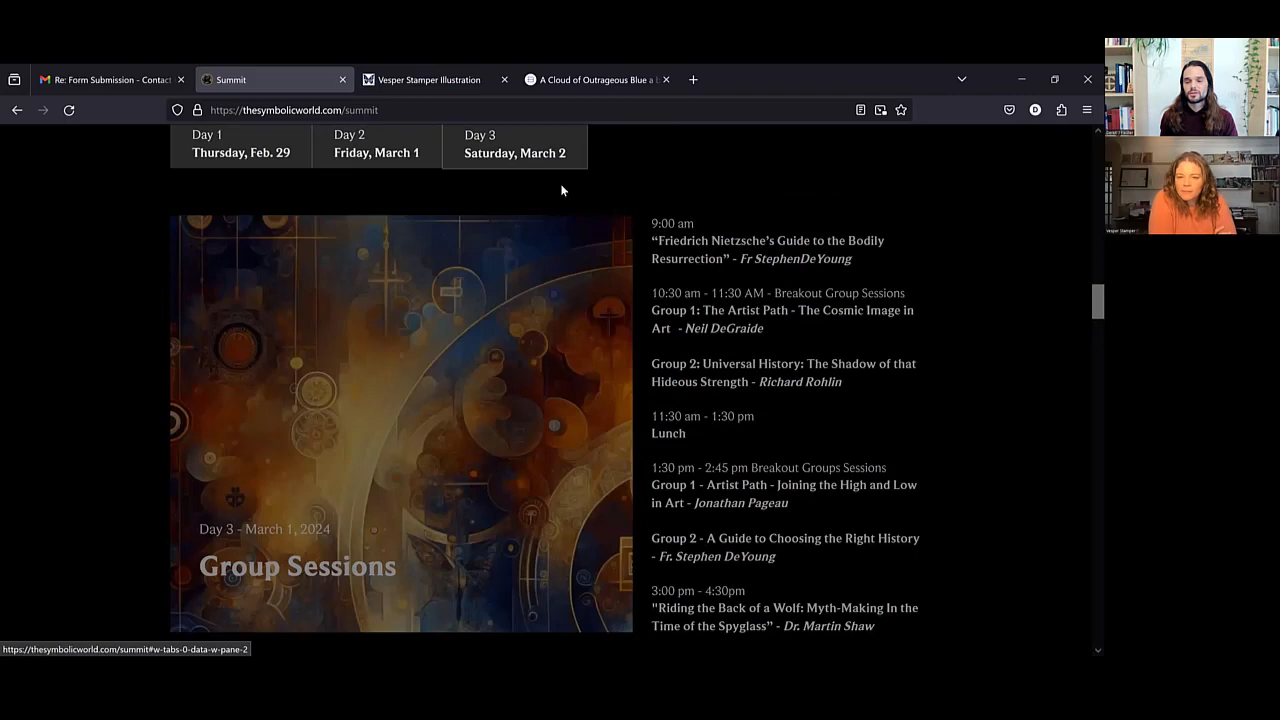 Re: Form Submission - Contact
Summit
Vesper Stamper Illustration
A Cloud of Outrageous Blue a b
https://thesymbolicworld.com/summit
Day 1
Thursday, Feb. 29
Day 2
Friday, March 1
Day 3
Saturday, March 2
9:00 am
“Friedrich Nietzsche’s Guide to the Bodily
Resurrection” - Fr StephenDeYoung
10:30 am - 11:30 AM - Breakout Group Sessions
Group 1: The Artist Path - The Cosmic Image in
Art - Neil DeGraide
Group 2: Universal History: The Shadow of that
Hideous Strength - Richard Rohlin
11:30 am - 1:30 pm
Lunch
1:30 pm - 2:45 pm Breakout Groups Sessions
Group 1 - Artist Path - Joining the High and Low
in Art - Jonathan Pageau
Group 2 - A Guide to Choosing the Right History
- Fr. Stephen DeYoung
3:00 pm - 4:30pm
"Riding the Back of a Wolf: Myth-Making In the
Time of the Spyglass” - Dr. Martin Shaw
Day 3 - March 1, 2024
Group Sessions
https://thesymbolicworld.com/summit#w-tabs-0-data-w-pane-2
D
Vesper Stamper